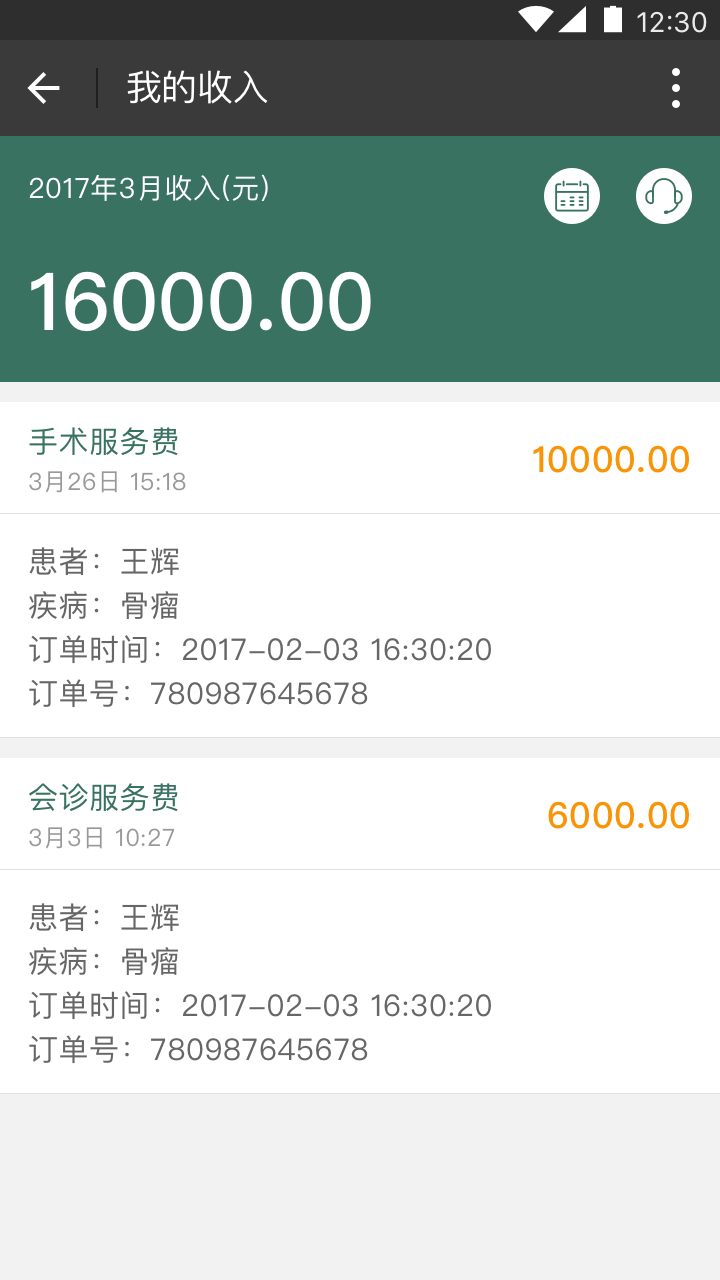 12:30
我的收入
2017年3月收入(元)
16000.00
手术服务费
10000.00
3月26日 15:18
患者：王辉
疾病：骨瘤
订单时间：2017-02-03 16:30:20
订单号：780987645678
会诊服务费
6000.00
3月3日 10:27
患者：王辉
疾病：骨瘤
订单时间：2017-02-03 16:30:20
订单号：780987645678